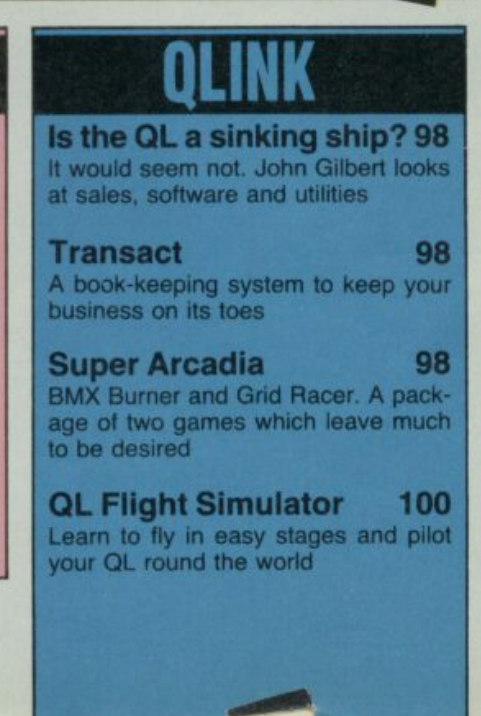 QLINK
Is the QL a sinking ship? 98
It would seem not. John Gilbert looks
at sales, software and utilities
Transact 98
A book-keeping system to keep your
business on its toes
Super Arcadia 98
BMX Burner and Grid Racer. A pack-
age of two games which leave much
to be desired
QL Flight Simulator 100
Learn to fly in easy stages and pilot
your QL round the world